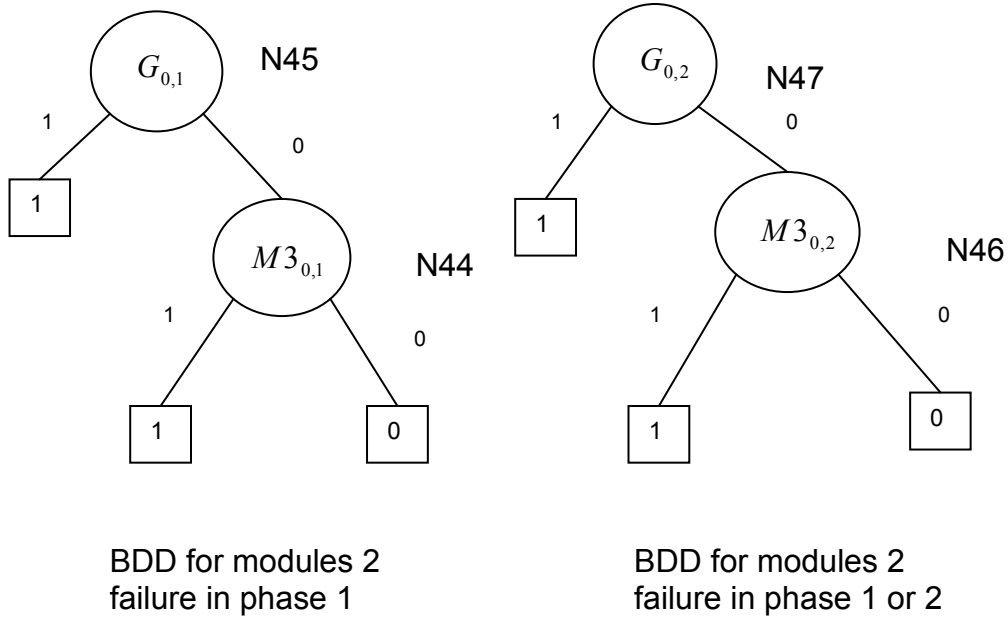 G0,1
N45
1
0
1
M30,1
N44
1
0
1
0
BDD for modules 2
failure in phase 1
G0,2
N47
1
0
1
M30,2
N46
1
0
1
0
BDD for modules 2
failure in phase 1 or 2